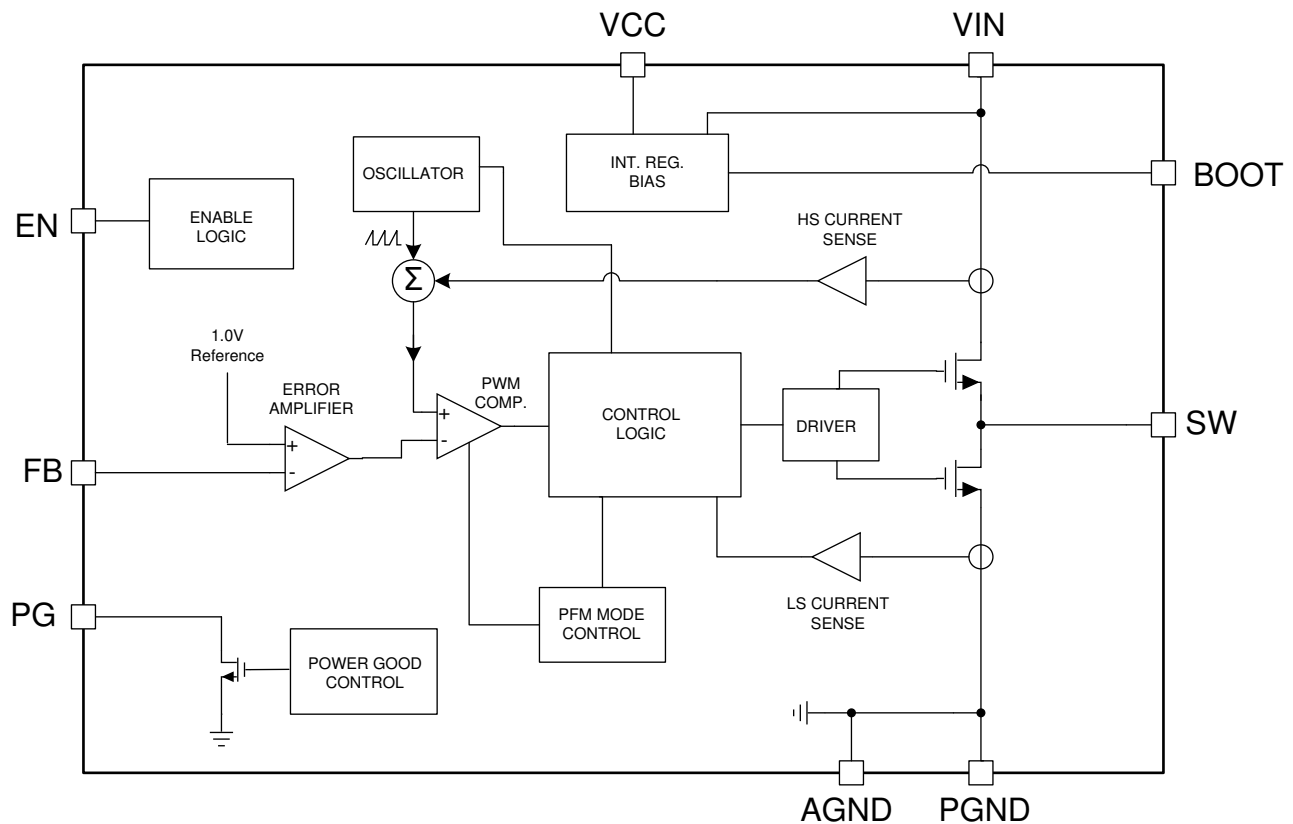 VCC
VIN
OSCILLATOR
INT. REG.
BIAS
BOOT
EN
ENABLE
LOGIC
HS CURRENT
SENSE
Σ
1.0V
Reference
ERROR
AMPLIFIER
PWM
COMP.
+
-
+
-
CONTROL
LOGIC
DRIVER
SW
FB
PG
PFM MODE
CONTROL
LS CURRENT
SENSE
POWER GOOD
CONTROL
AGND
PGND